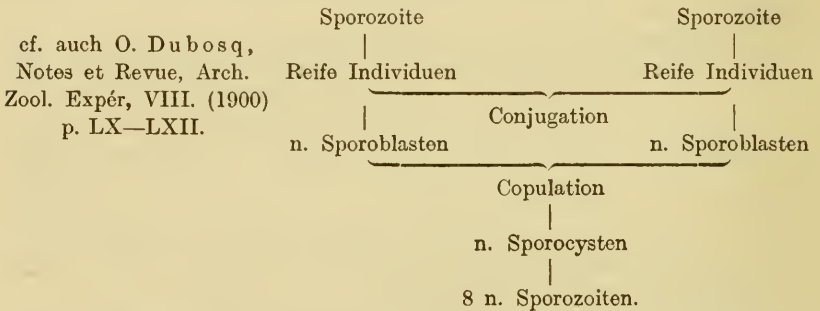 cf. auch O. Dubosq,
Notes et Revue, Arch.
Zool. Expér, VIII. (1900)
p. LX—LXII.
Sporozoite Sporozoite
Reife Individuen Reife Individuen
Conjugation
n. Sporoblasten n. Sporoblasten
Copulation
n. Sporocysten
8 n. Sporozoiten.